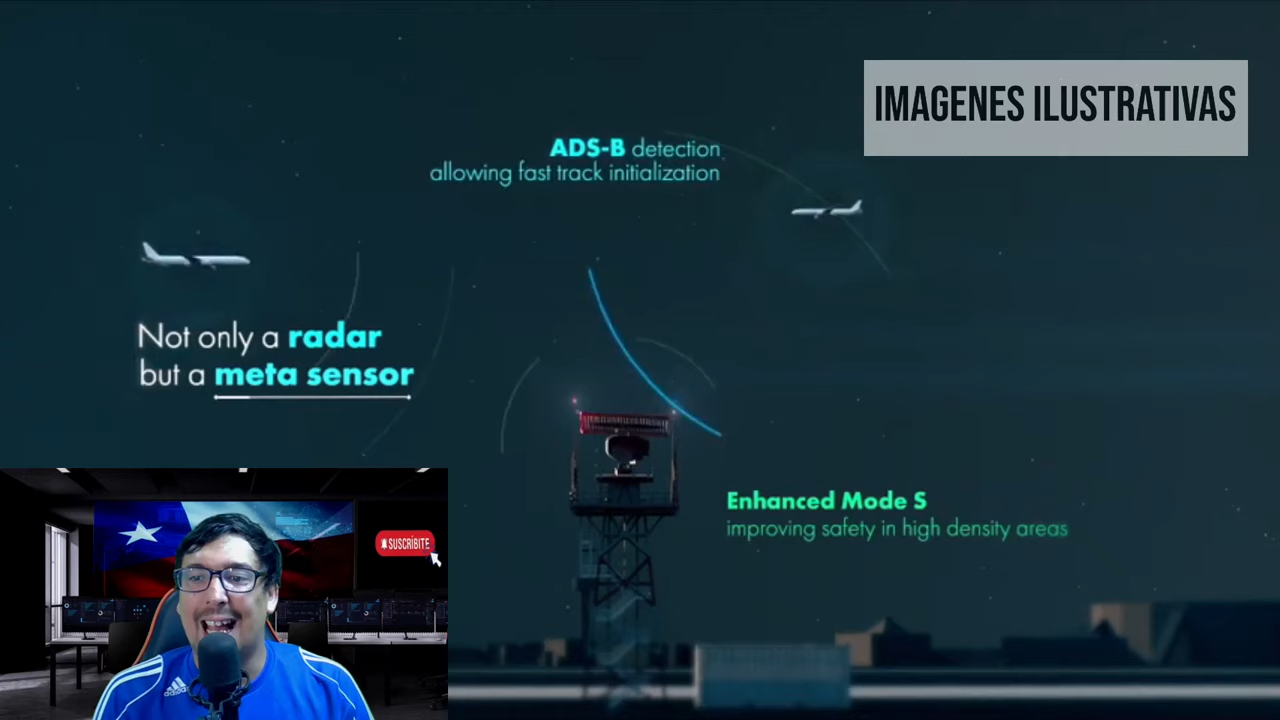 IMAGENES ILUSTRATIVAS
ADS-B detection
allowing fast track initialization
Not only a radar
but a meta sensor
Enhanced Mode S
improving safety in high density areas
SUSCRÍBITE
adidas